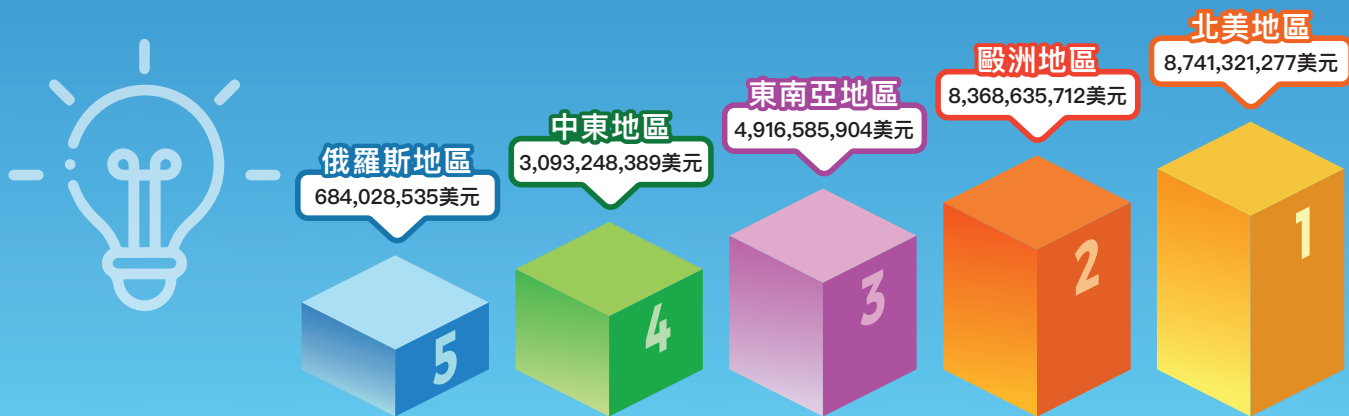 俄羅斯地區
684,028,535美元
5
中東地區
3,093,248,389美元
4
東南亞地區
4,916,585,904美元
3
歐洲地區
8,368,635,712美元
2
北美地區
8,741,321,277美元
1